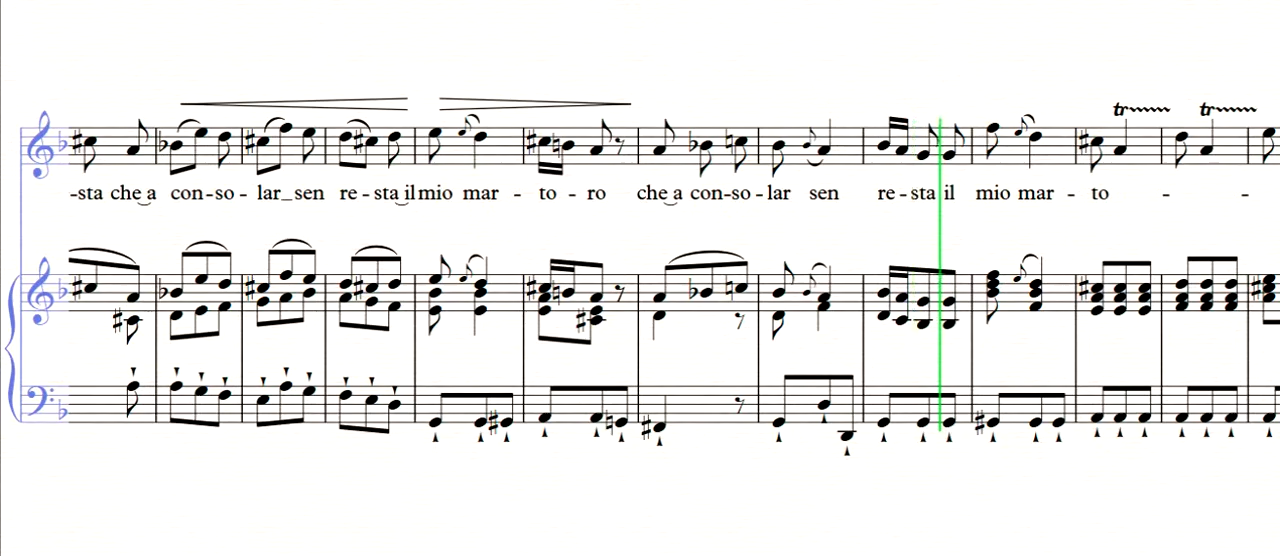 tr tr
-sta che‿a con-so-lar_sen re-sta‿il mio mar-to-ro che‿a con-so-lar sen re-sta il mio mar-to - -